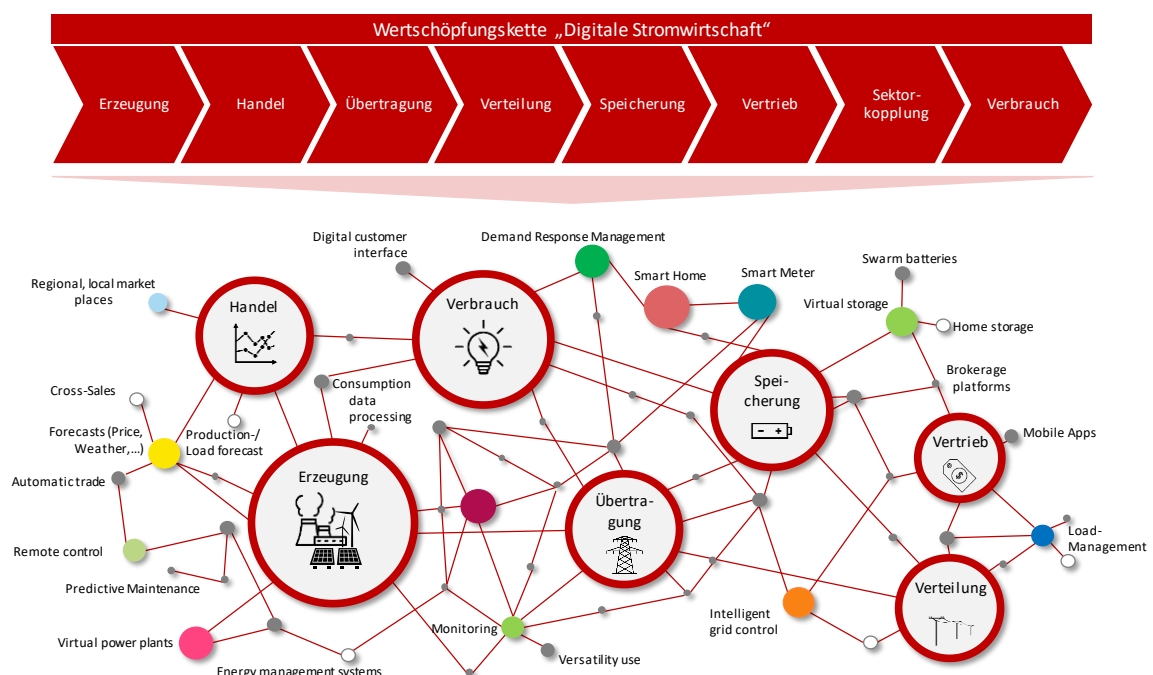 Wertschöpfungskette „Digitale Stromwirtschaft“
Erzeugung
Handel
Übertragung
Verteilung
Speicherung
Vertrieb
Sektor-
kopplung
Verbrauch
Digital customer
interface
Demand Response Management
Smart Home
Smart Meter
Swarm batteries
Virtual storage
Home storage
Regional, local market
places
Handel
Verbrauch
Brokerage
platforms
Cross-Sales
Consumption
data
processing
Spei-
cherung
Forecasts (Price,
Weather,...)
Production-/
Load forecast
Vertrieb
Mobile Apps
Automatic trade
Erzeugung
Übertra-
gung
Load-
Management
Remote control
Predictive Maintenance
Verteilung
Intelligent
grid control
Virtual power plants
Monitoring
Versatility use
Energy management systems